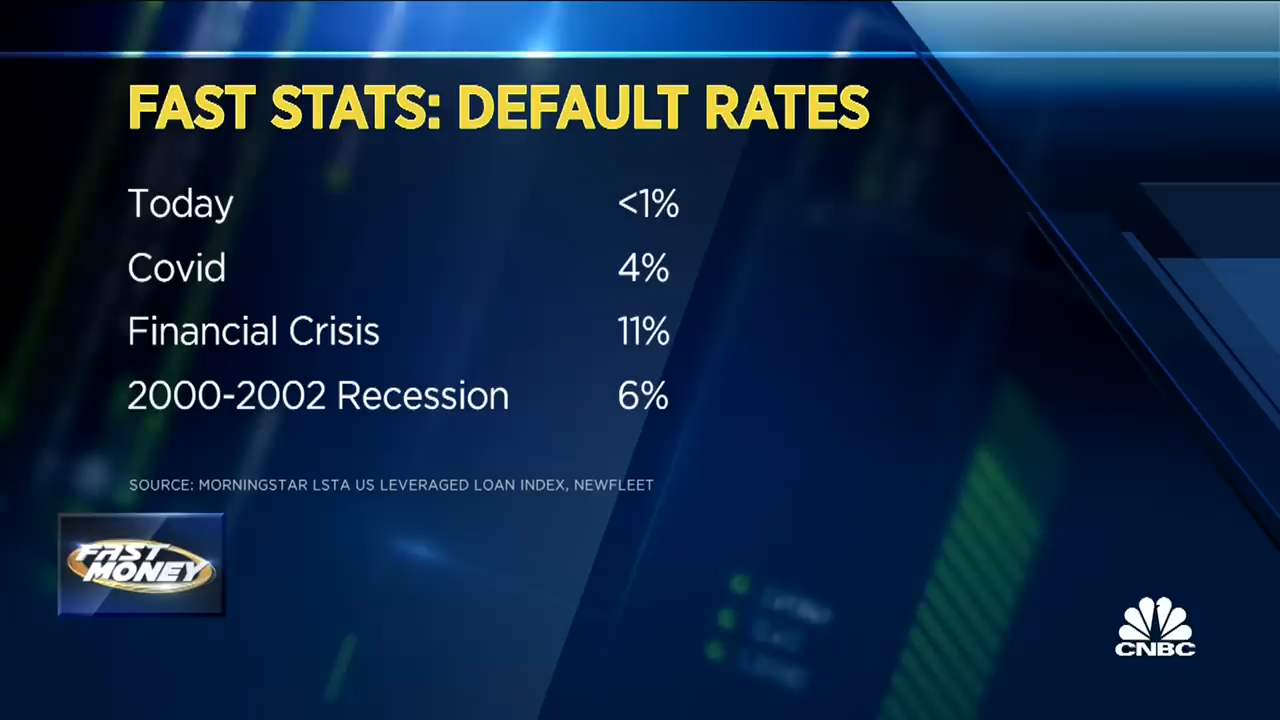 FAST STATS: DEFAULT RATES
Today <1%
Covid 4%
Financial Crisis 11%
2000-2002 Recession 6%
SOURCE: MORNINGSTAR LSTA US LEVERAGED LOAN INDEX, NEWFLEET
FAST
MONEY
CNBC